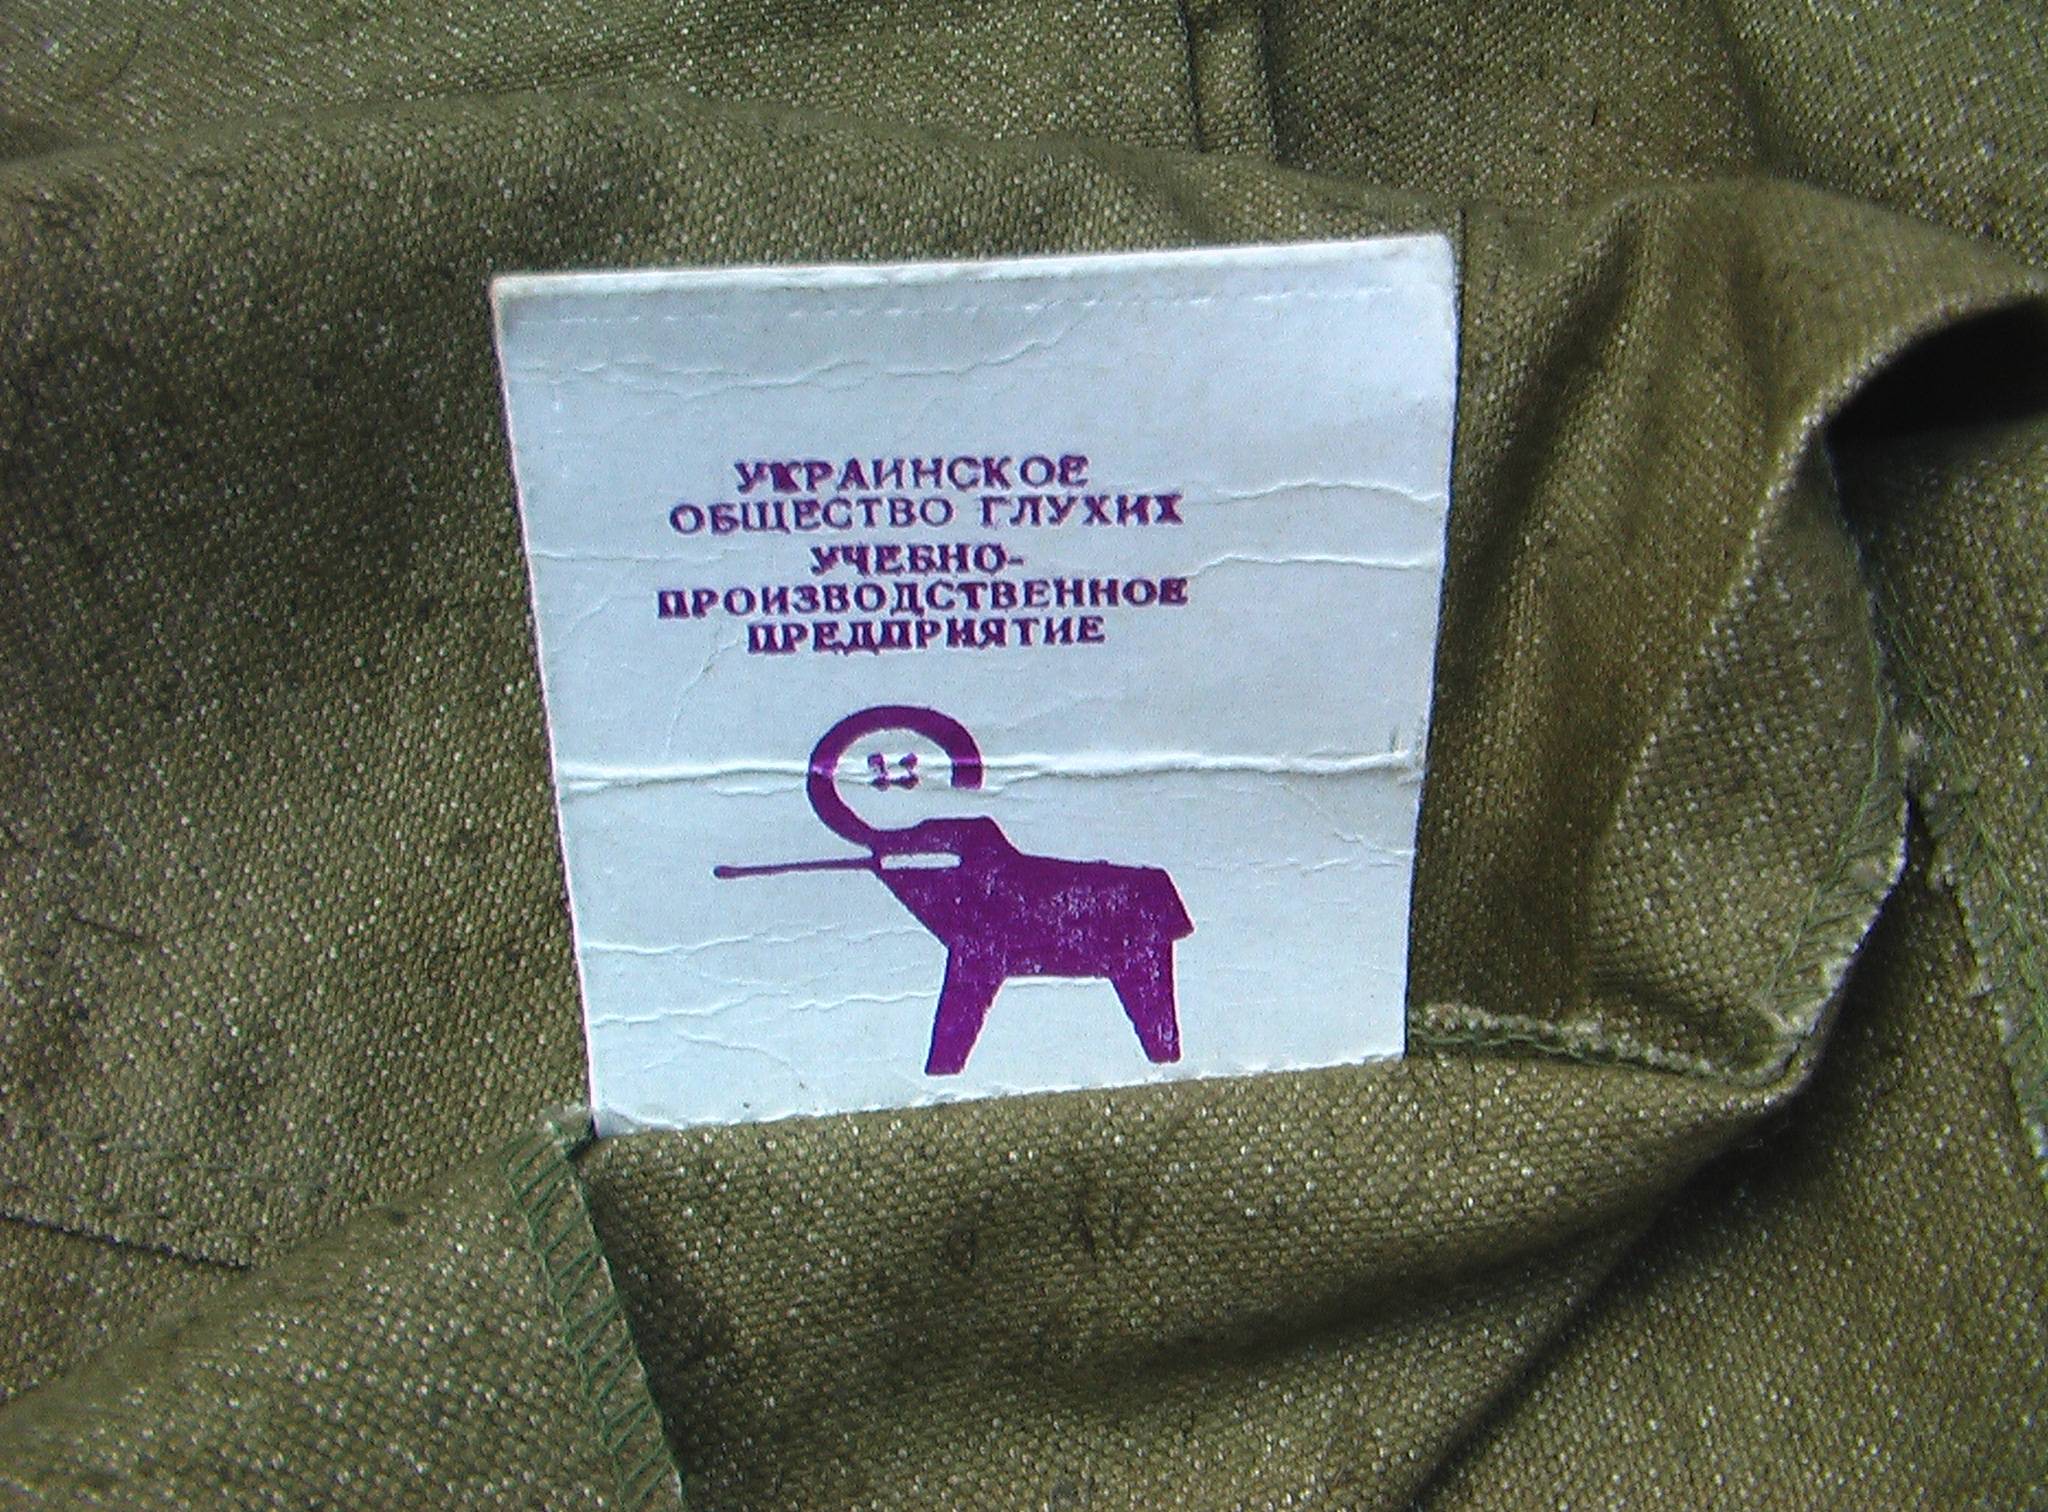 УКРАИНСКОЕ
ОБЩЕСТВО ГЛУХИХ
УЧЕБНО-
ПРОИЗВОДСТВЕННОЕ
ПРЕДПРИЯТИЕ